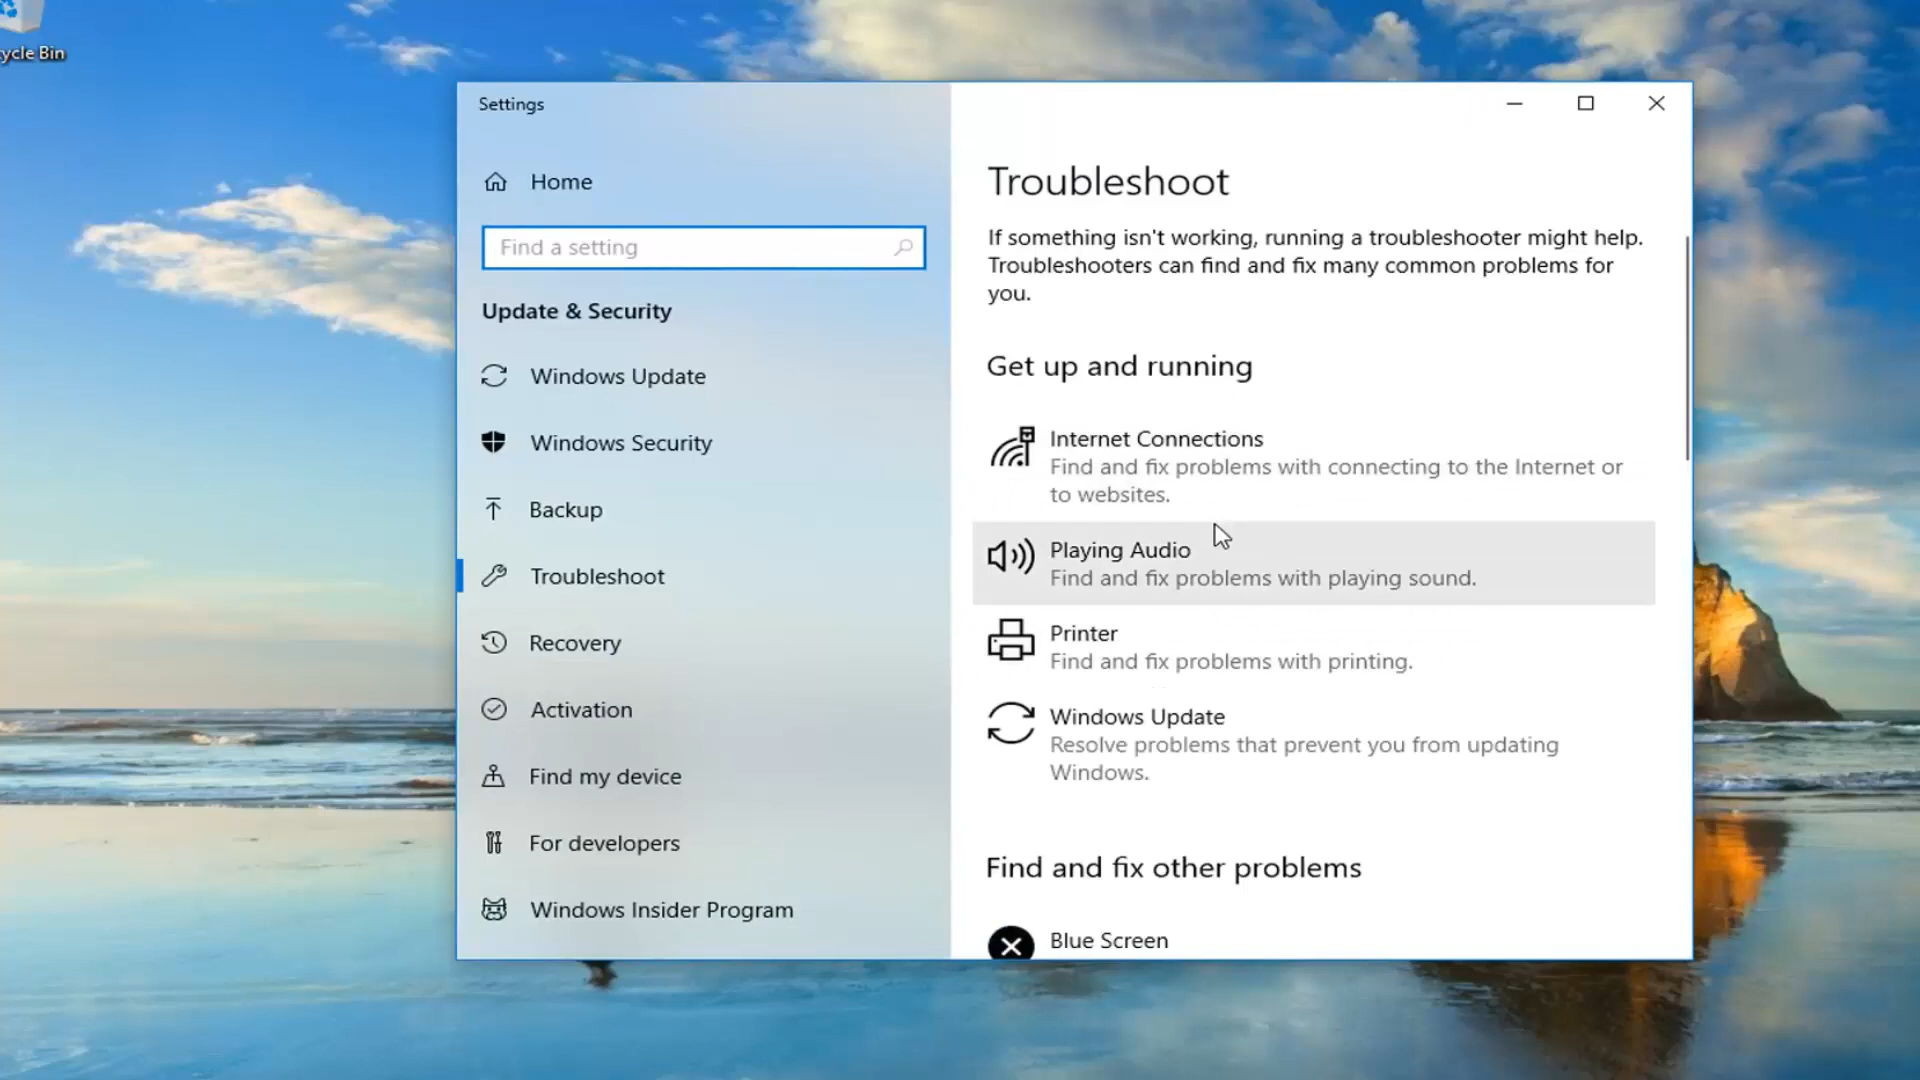 cycle Bin
Settings
Home
Find a setting
Update & Security
Windows Update
Windows Security
Backup
Troubleshoot
Recovery
Activation
Find my device
For developers
Windows Insider Program
Troubleshoot
If something isn't working, running a troubleshooter might help.
Troubleshooters can find and fix many common problems for
you.
Get up and running
Internet Connections
Find and fix problems with connecting to the Internet or
to websites.
Playing Audio
Find and fix problems with playing sound.
Printer
Find and fix problems with printing.
Windows Update
Resolve problems that prevent you from updating
Windows.
Find and fix other problems
Blue Screen